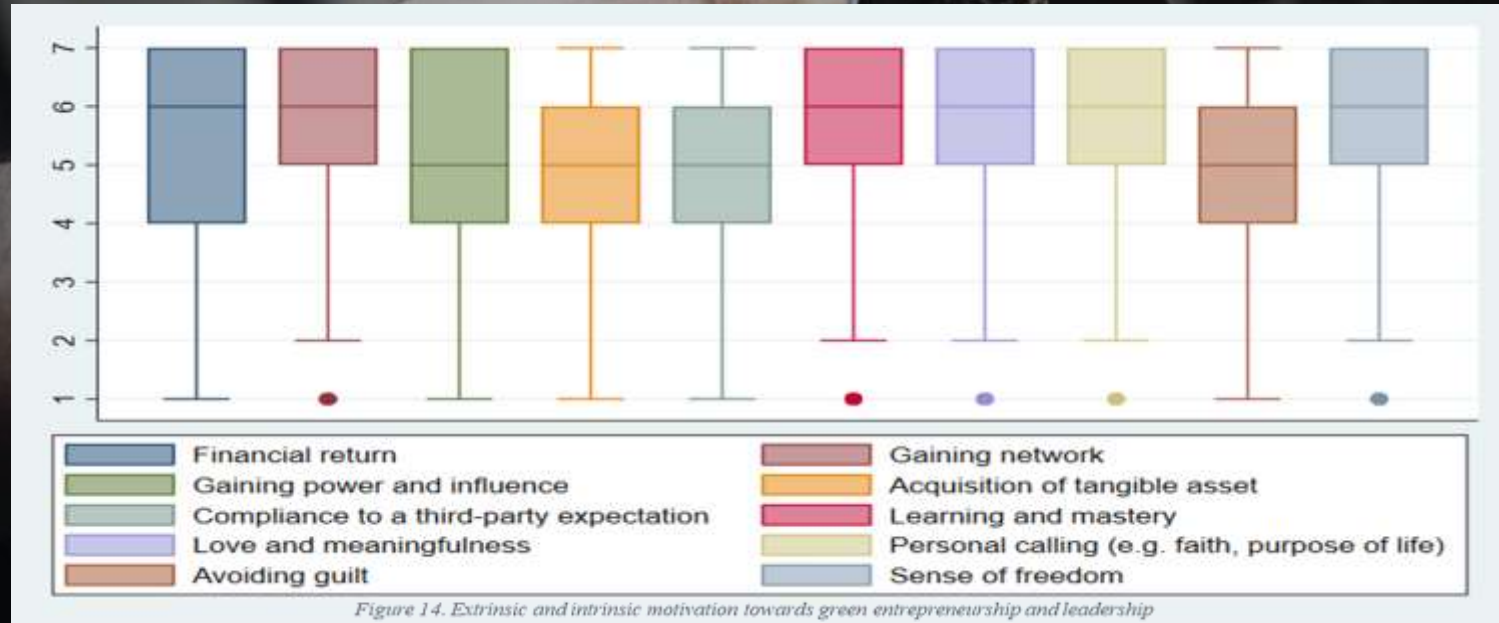 7
6
5
4
3
2
1
Financial return
Gaining network
Gaining power and influence
Acquisition of tangible asset
Compliance to a third-party expectation
Learning and mastery
Love and meaningfulness
Personal calling (e.g. faith, purpose of life)
Avoiding guilt
Sense of freedom
Figure 14. Extrinsic and intrinsic motivation towards green entrepreneurship and leadership